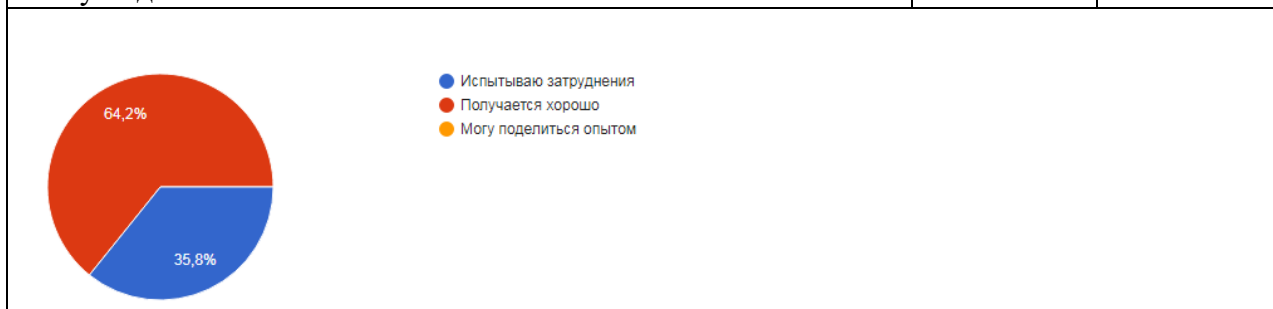 64,2%
35,8%
Испытываю затруднения
Получается хорошо
Могу поделиться опытом